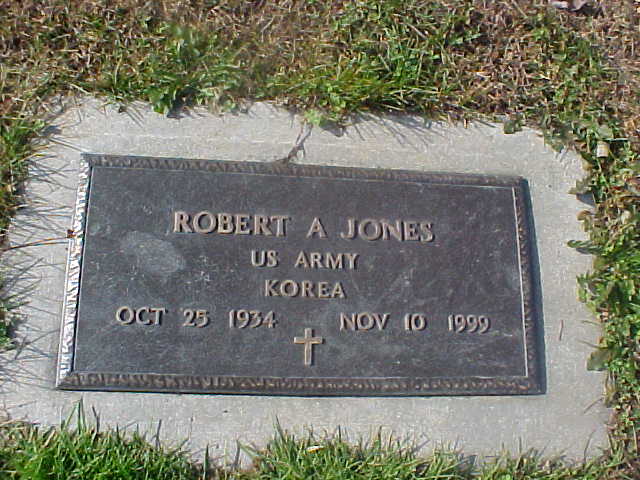 ROBERT A JONES
US ARMY
KOREA
OCT 25 1934 NOV 10 1999